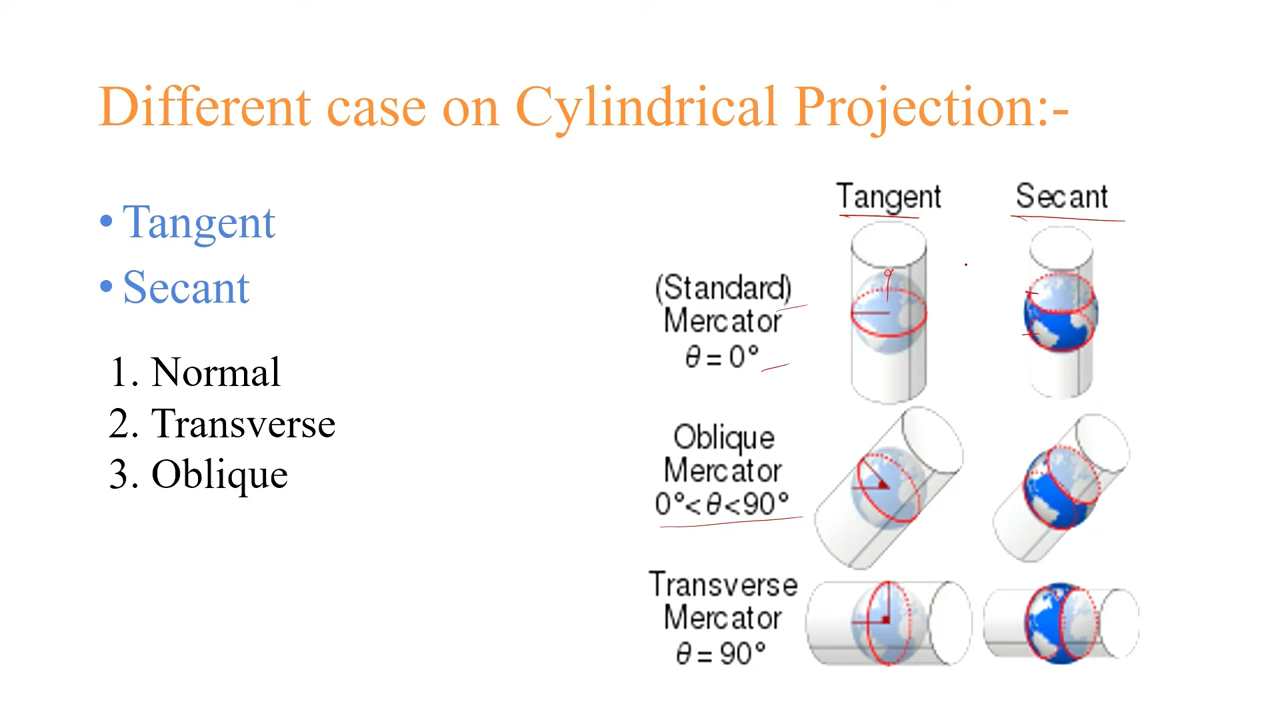 Different case on Cylindrical Projection:-
• Tangent
• Secant
1. Normal
2. Transverse
3. Oblique
Tangent Secant
(Standard)
Mercator
θ = 0°
Oblique
Mercator
0°<θ<90°
Transverse
Mercator
θ = 90°